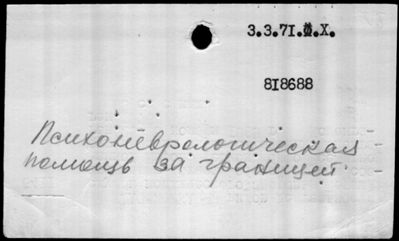 3.3.71.Д.Х.
818688
Психоневрологическая
помощь за границей